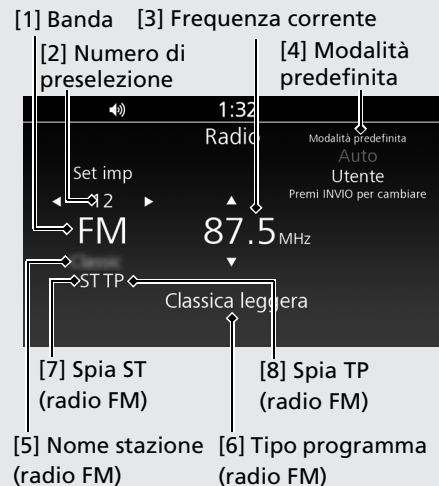 [1] Banda
[3] Frequenza corrente
[2] Numero di
preselezione
[4] Modalità
predefinita
1:32
Radio
Modalità predefinita
Auto
Utente
Premi INVIO per cambiare
Set imp
12
FM
87.5 MHz
Classic
ST TP
Classica leggera
[7] Spia ST
(radio FM)
[8] Spia TP
(radio FM)
[5] Nome stazione
(radio FM)
[6] Tipo programma
(radio FM)